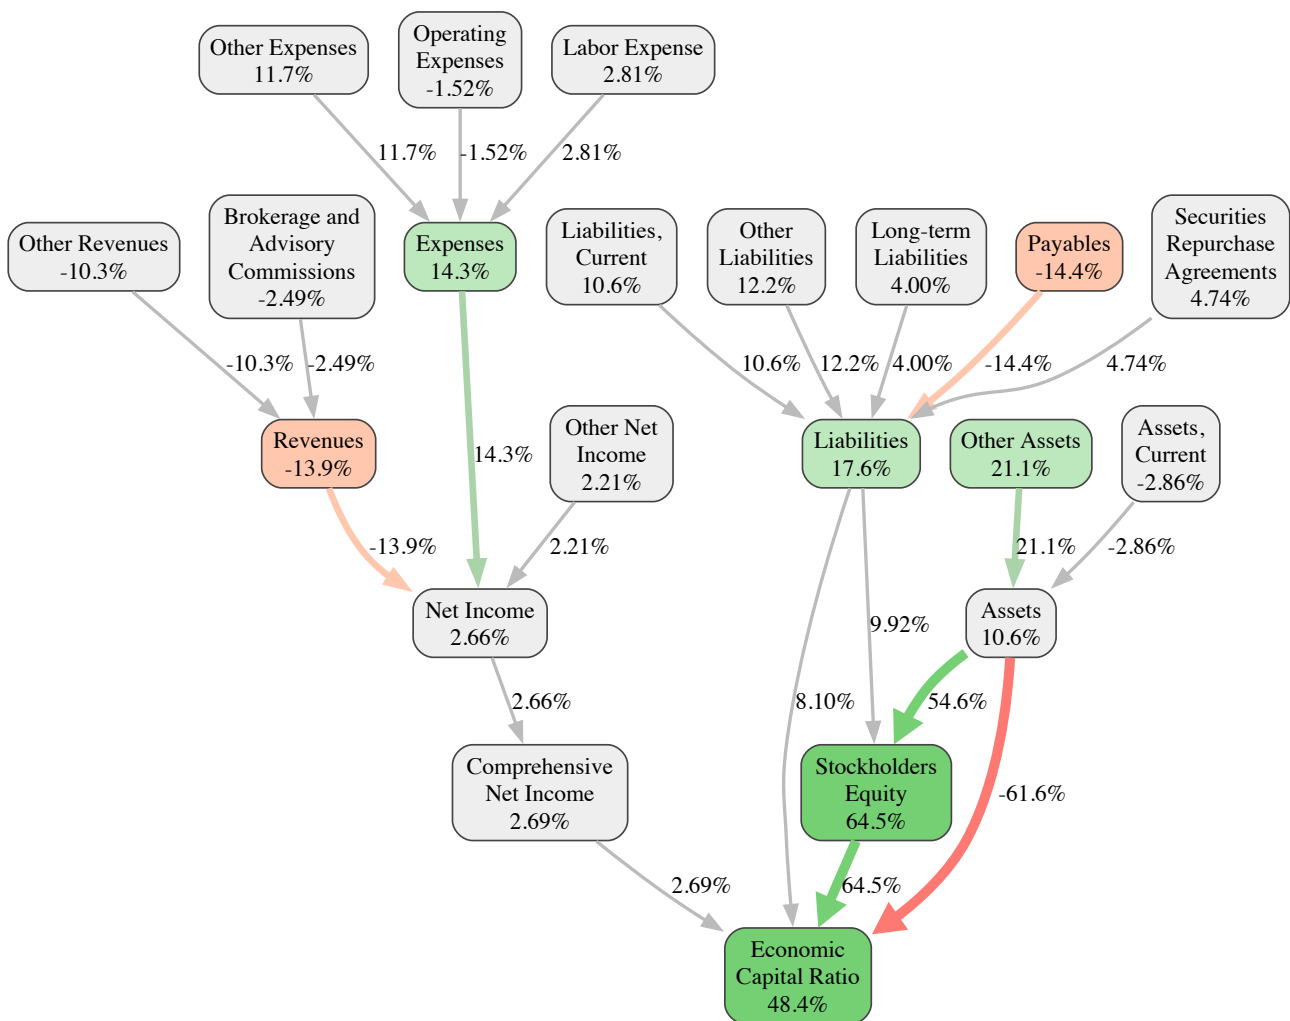 Other Expenses
11.7%
Operating
Expenses
-1.52%
Labor Expense
2.81%
11.7%
-1.52%
2.81%
Other Revenues
-10.3%
Brokerage and
Advisory
Commissions
-2.49%
Expenses
14.3%
Liabilities,
Current
10.6%
Other
Liabilities
12.2%
Long-term
Liabilities
4.00%
Payables
-14.4%
Securities
Repurchase
Agreements
4.74%
-10.3%
-2.49%
10.6%
12.2%
4.00%
-14.4%
4.74%
Revenues
-13.9%
14.3%
Other Net
Income
2.21%
Liabilities
17.6%
Other Assets
21.1%
Assets,
Current
-2.86%
-13.9%
2.21%
21.1%
-2.86%
Net Income
2.66%
9.92%
Assets
10.6%
2.66%
8.10%
54.6%
Comprehensive
Net Income
2.69%
Stockholders
Equity
64.5%
-61.6%
2.69%
64.5%
Economic
Capital Ratio
48.4%